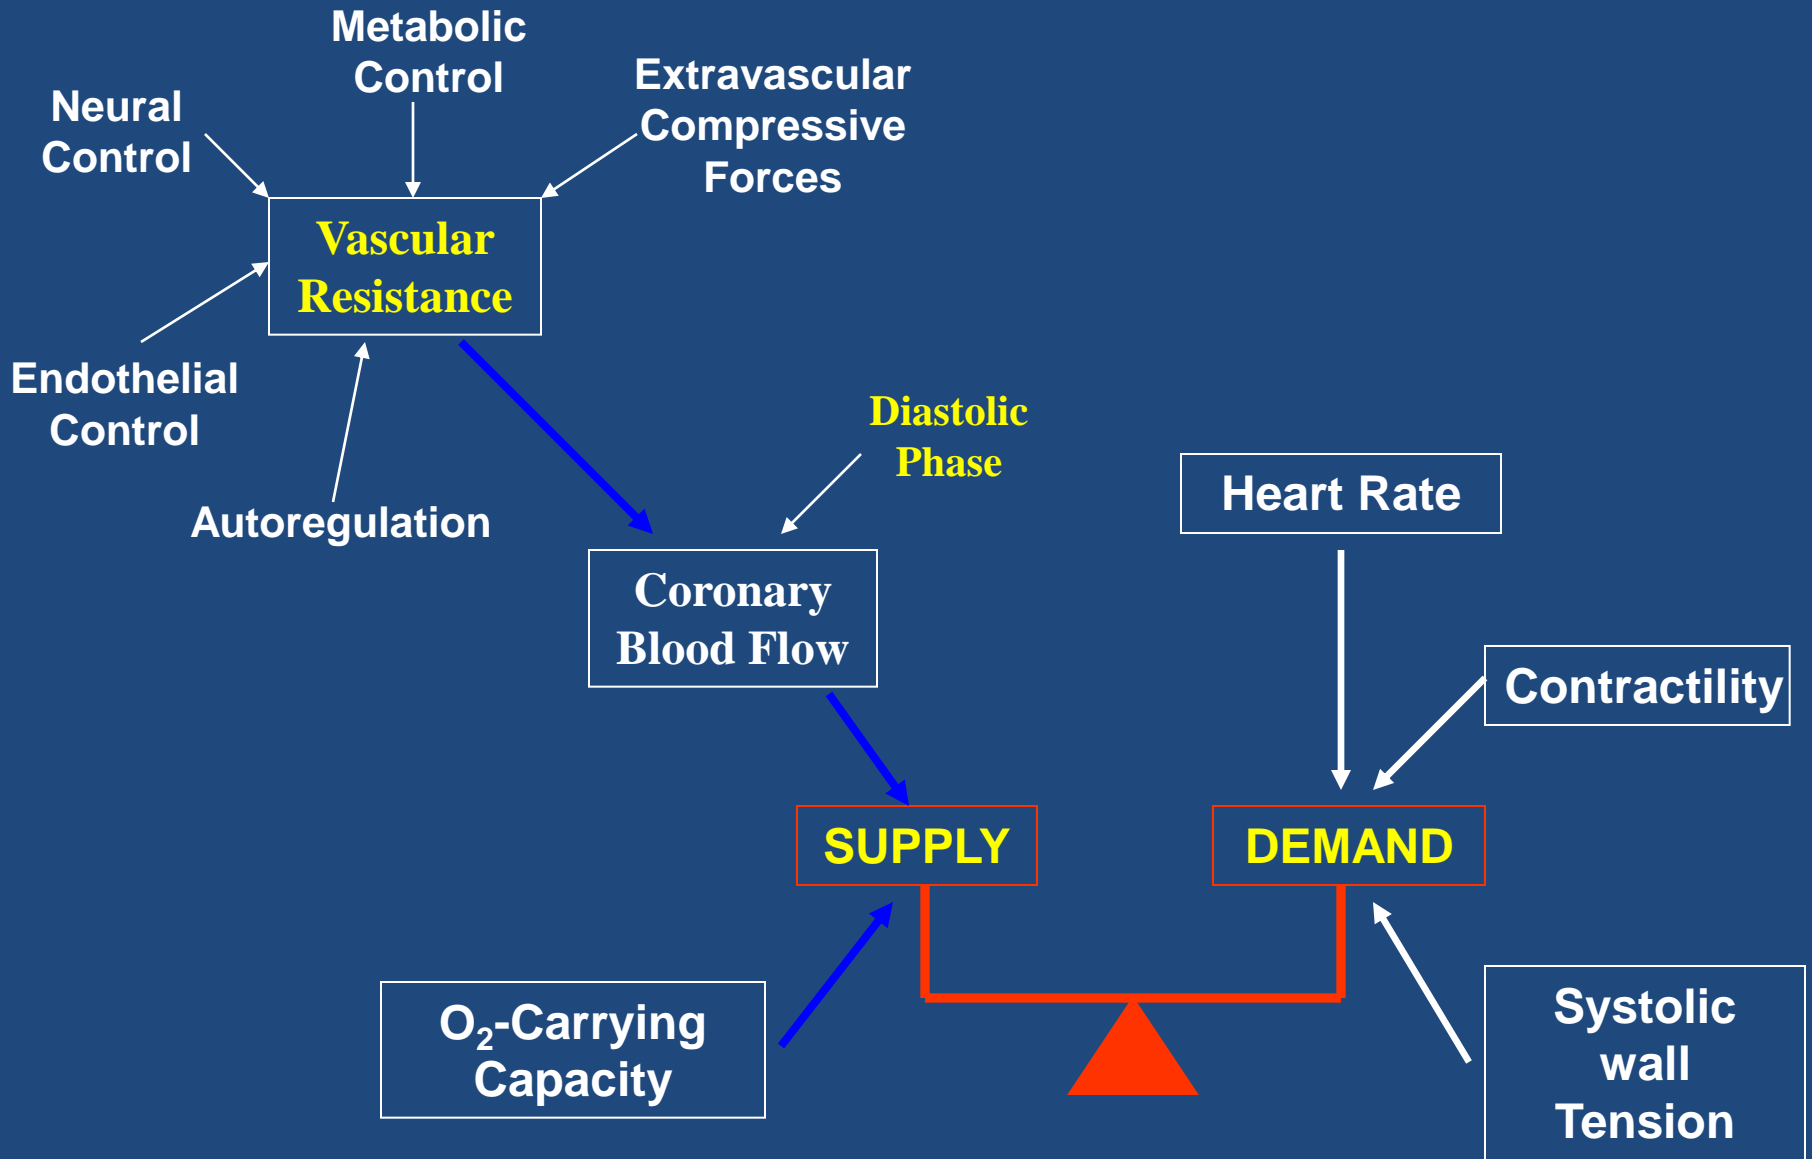 Metabolic
Control
Extravascular
Compressive
Forces
Neural
Control
Vascular
Resistance
Endothelial
Control
Autoregulation
Diastolic
Phase
Heart Rate
Coronary
Blood Flow
Contractility
SUPPLY
DEMAND
O₂-Carrying
Capacity
Systolic
wall
Tension